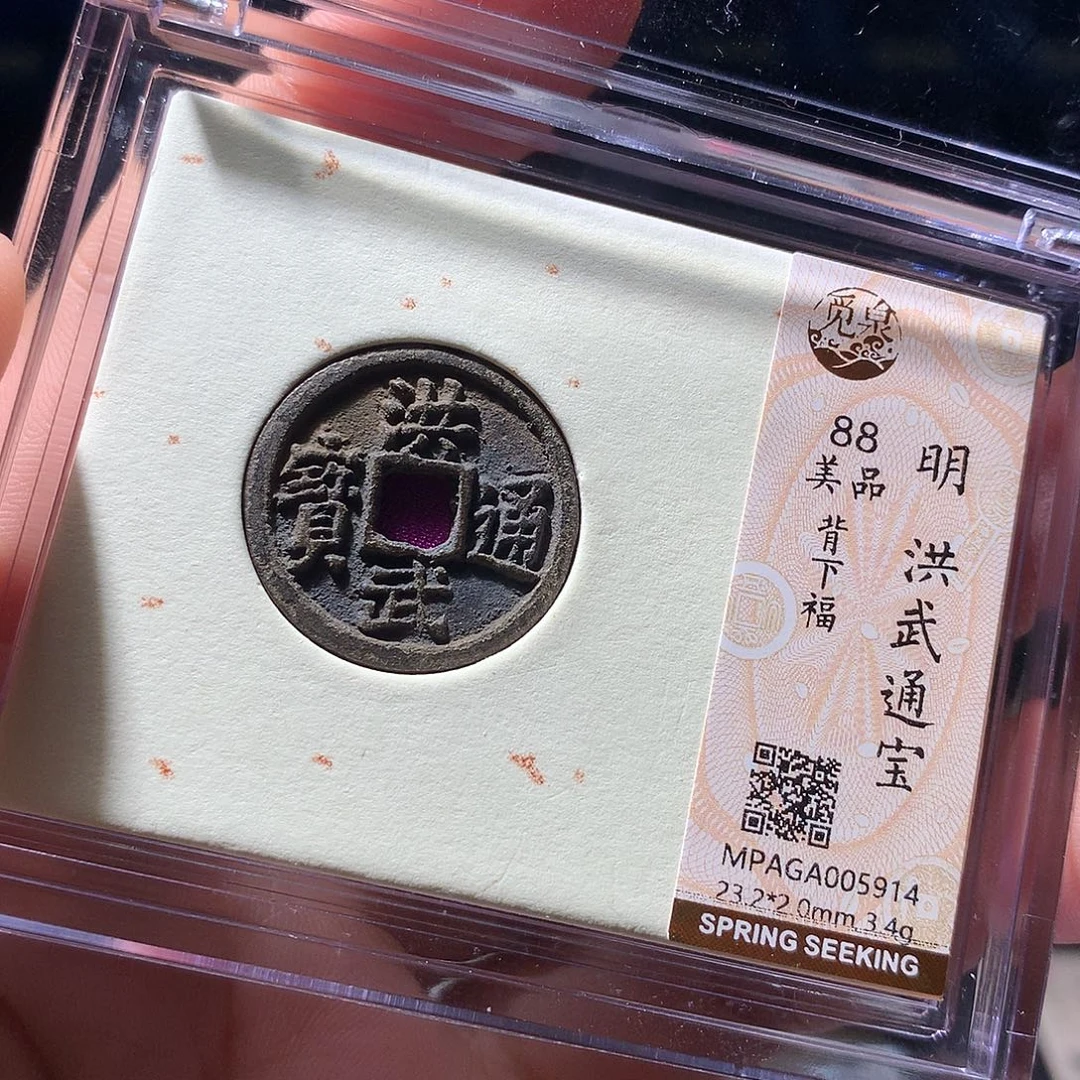 洪武通寳
觅泉
88
美品
背下福
明 洪武通宝
MPAGA005914
23.2*2.0mm 3.4g
SPRING SEEKING